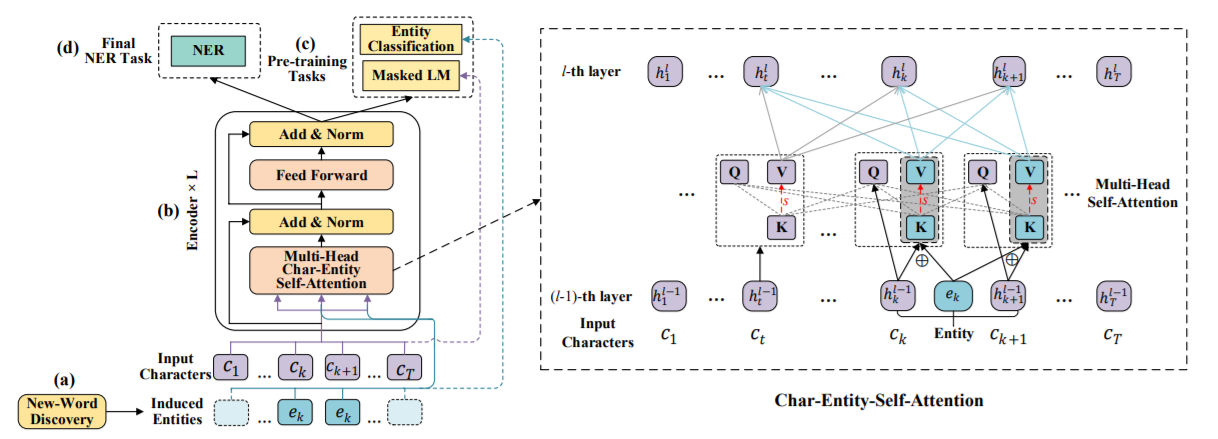 (d)
Final
NER Task
NER
(c)
Pre-training
Tasks
Entity
Classification
Masked LM
(b)
Encoder × L
Add & Norm
Feed Forward
Add & Norm
Multi-Head
Char-Entity
Self-Attention
Input
Characters
c_1 ... c_k c_{k+1} ... c_T
(a)
New-Word
Discovery
Induced
Entities
... e_k e_k ...
l-th layer
h_1^l ... h_t^l ... h_k^l h_{k+1}^l ... h_T^l
... Q V Q V Q V ...
s s s
K ... K K
Multi-Head
Self-Attention
⊕ ⊕
(l-1)-th layer
h_1^{l-1} ... h_t^{l-1} ... h_k^{l-1} e_k h_{k+1}^{l-1} ... h_T^{l-1}
Input
Characters
c_1 c_t c_k Entity c_{k+1} c_T
Char-Entity-Self-Attention